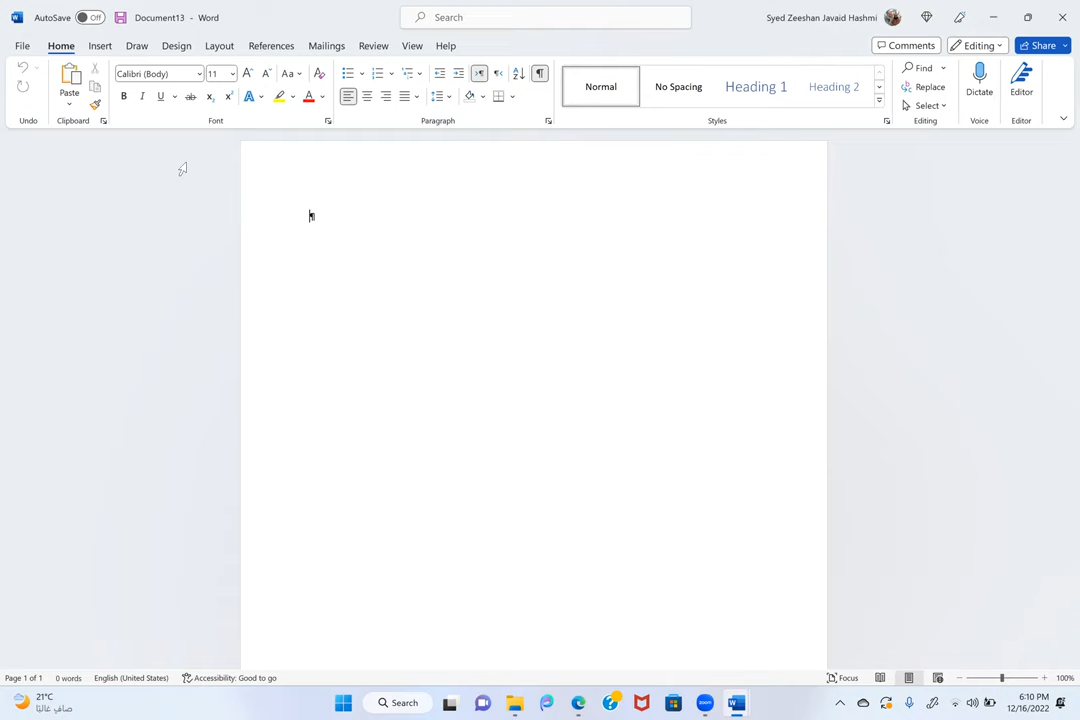 AutoSave Off Document13 - Word Search Syed Zeeshan Javaid Hashmi
File Home Insert Draw Design Layout References Mailings Review View Help Comments Editing Share
Paste Calibri (Body) 11 Aa Normal No Spacing Heading 1 Heading 2 Find Replace Select Dictate Editor
Undo Clipboard Font Paragraph Styles Editing Voice Editor
¶
Page 1 of 1 0 words English (United States) Accessibility: Good to go Focus 100%
21°C
صافٍ غالبًا
Search zoom
6:10 PM
12/16/2022